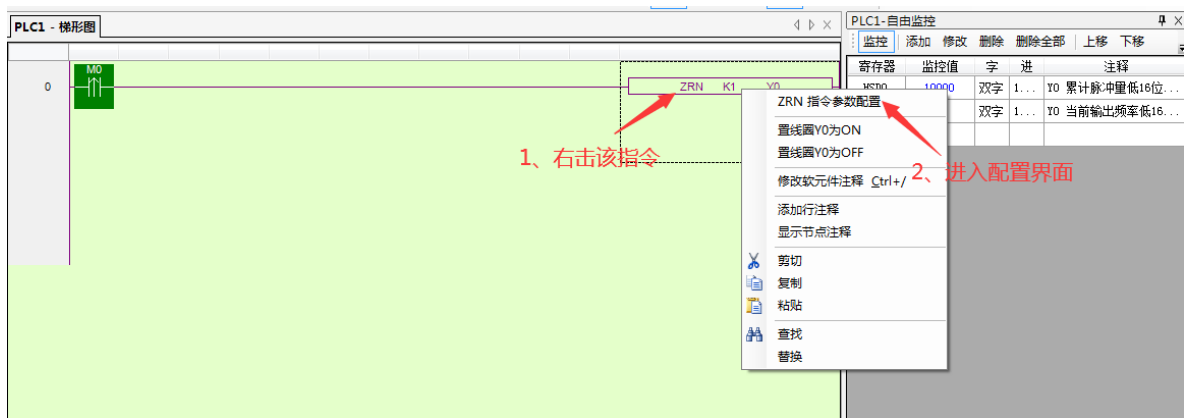 PLC1 - 梯形图
PLC1-自由监控
监控 添加 修改 删除 删除全部 上移 下移
寄存器 监控值 字 进 注释
HSD0 10000 双字 1... Y0 累计脉冲量低16位...
双字 1... Y0 当前输出频率低16...
0
M0
ZRN K1 Y0
ZRN 指令参数配置
置线圈Y0为ON
置线圈Y0为OFF
修改软元件注释 Ctrl+/
添加行注释
显示节点注释
剪切
复制
粘贴
查找
替换
1、右击该指令
2、进入配置界面